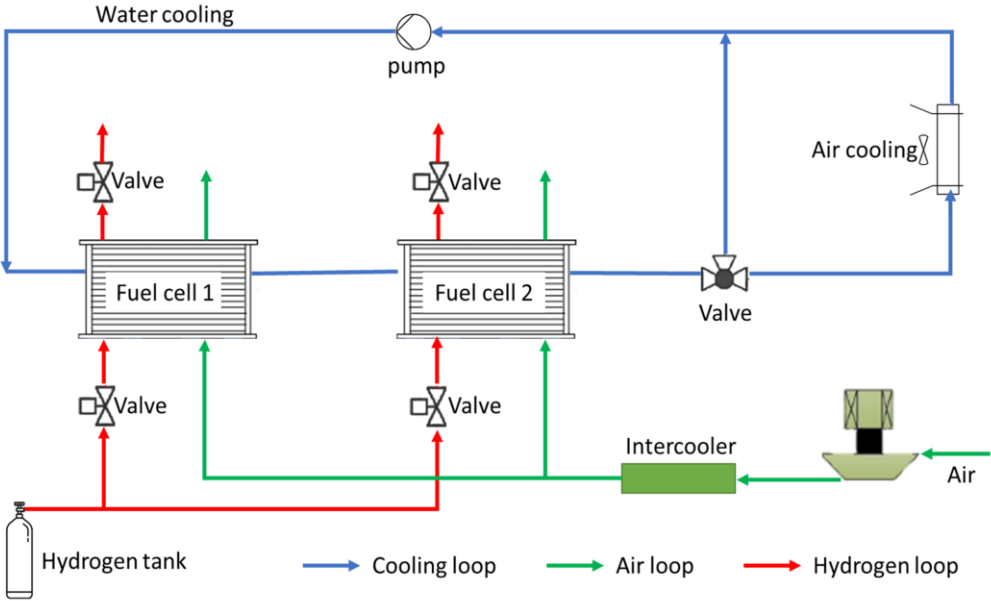 Water cooling
pump
Air cooling
Valve
Valve
Fuel cell 1
Fuel cell 2
Valve
Valve
Valve
Intercooler
Air
Hydrogen tank
Cooling loop
Air loop
Hydrogen loop